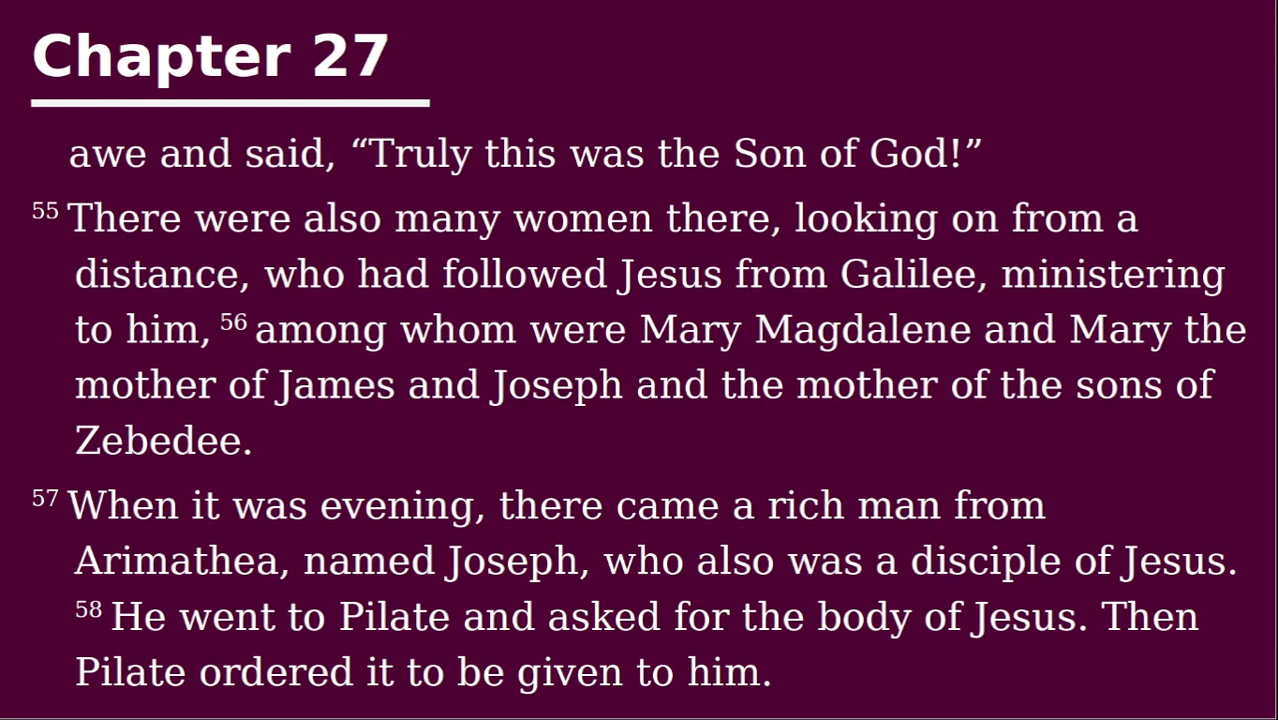 Chapter 27
awe and said, “Truly this was the Son of God!”
55 There were also many women there, looking on from a
distance, who had followed Jesus from Galilee, ministering
to him, 56 among whom were Mary Magdalene and Mary the
mother of James and Joseph and the mother of the sons of
Zebedee.
57 When it was evening, there came a rich man from
Arimathea, named Joseph, who also was a disciple of Jesus.
58 He went to Pilate and asked for the body of Jesus. Then
Pilate ordered it to be given to him.